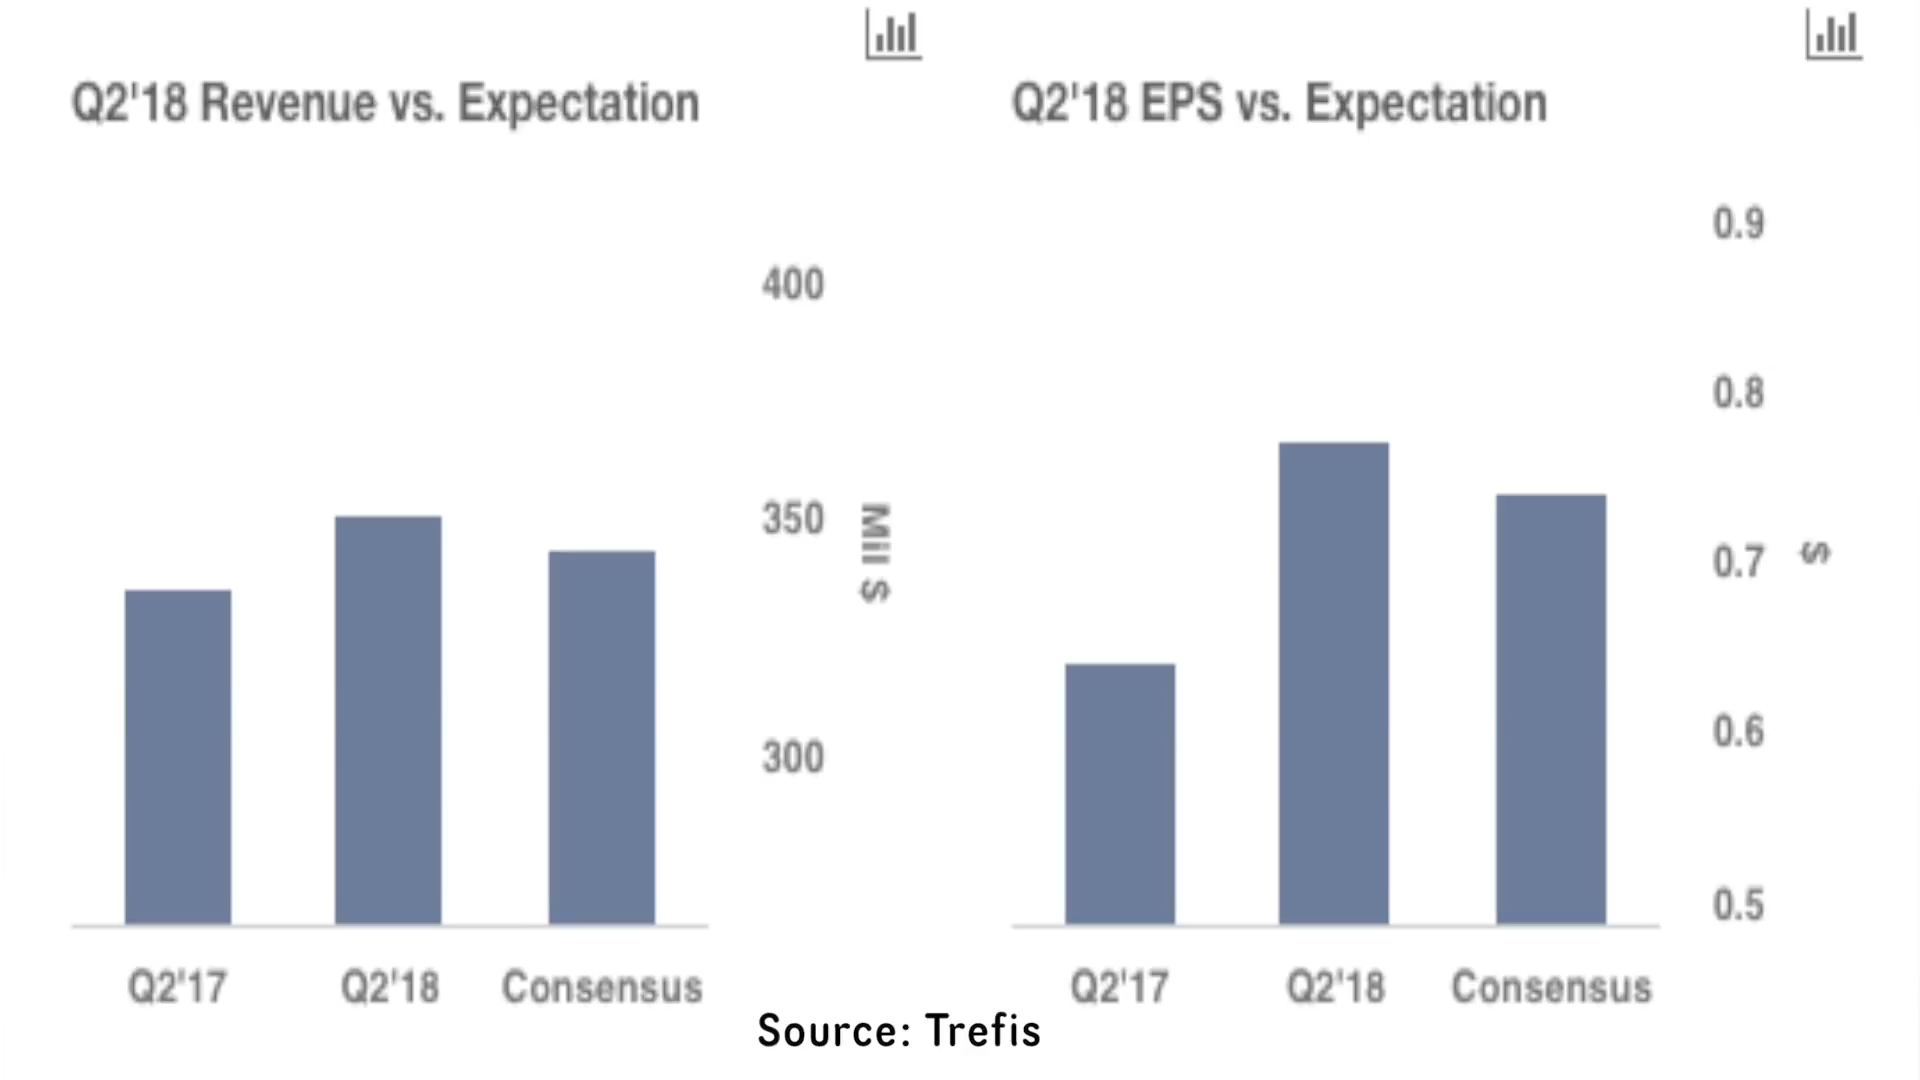 Q2'18 Revenue vs. Expectation
400
350
300
Mil $
Q2'17
Q2'18
Consensus
Q2'18 EPS vs. Expectation
0.9
0.8
0.7
0.6
0.5
$
Q2'17
Q2'18
Consensus
Source: Trefis